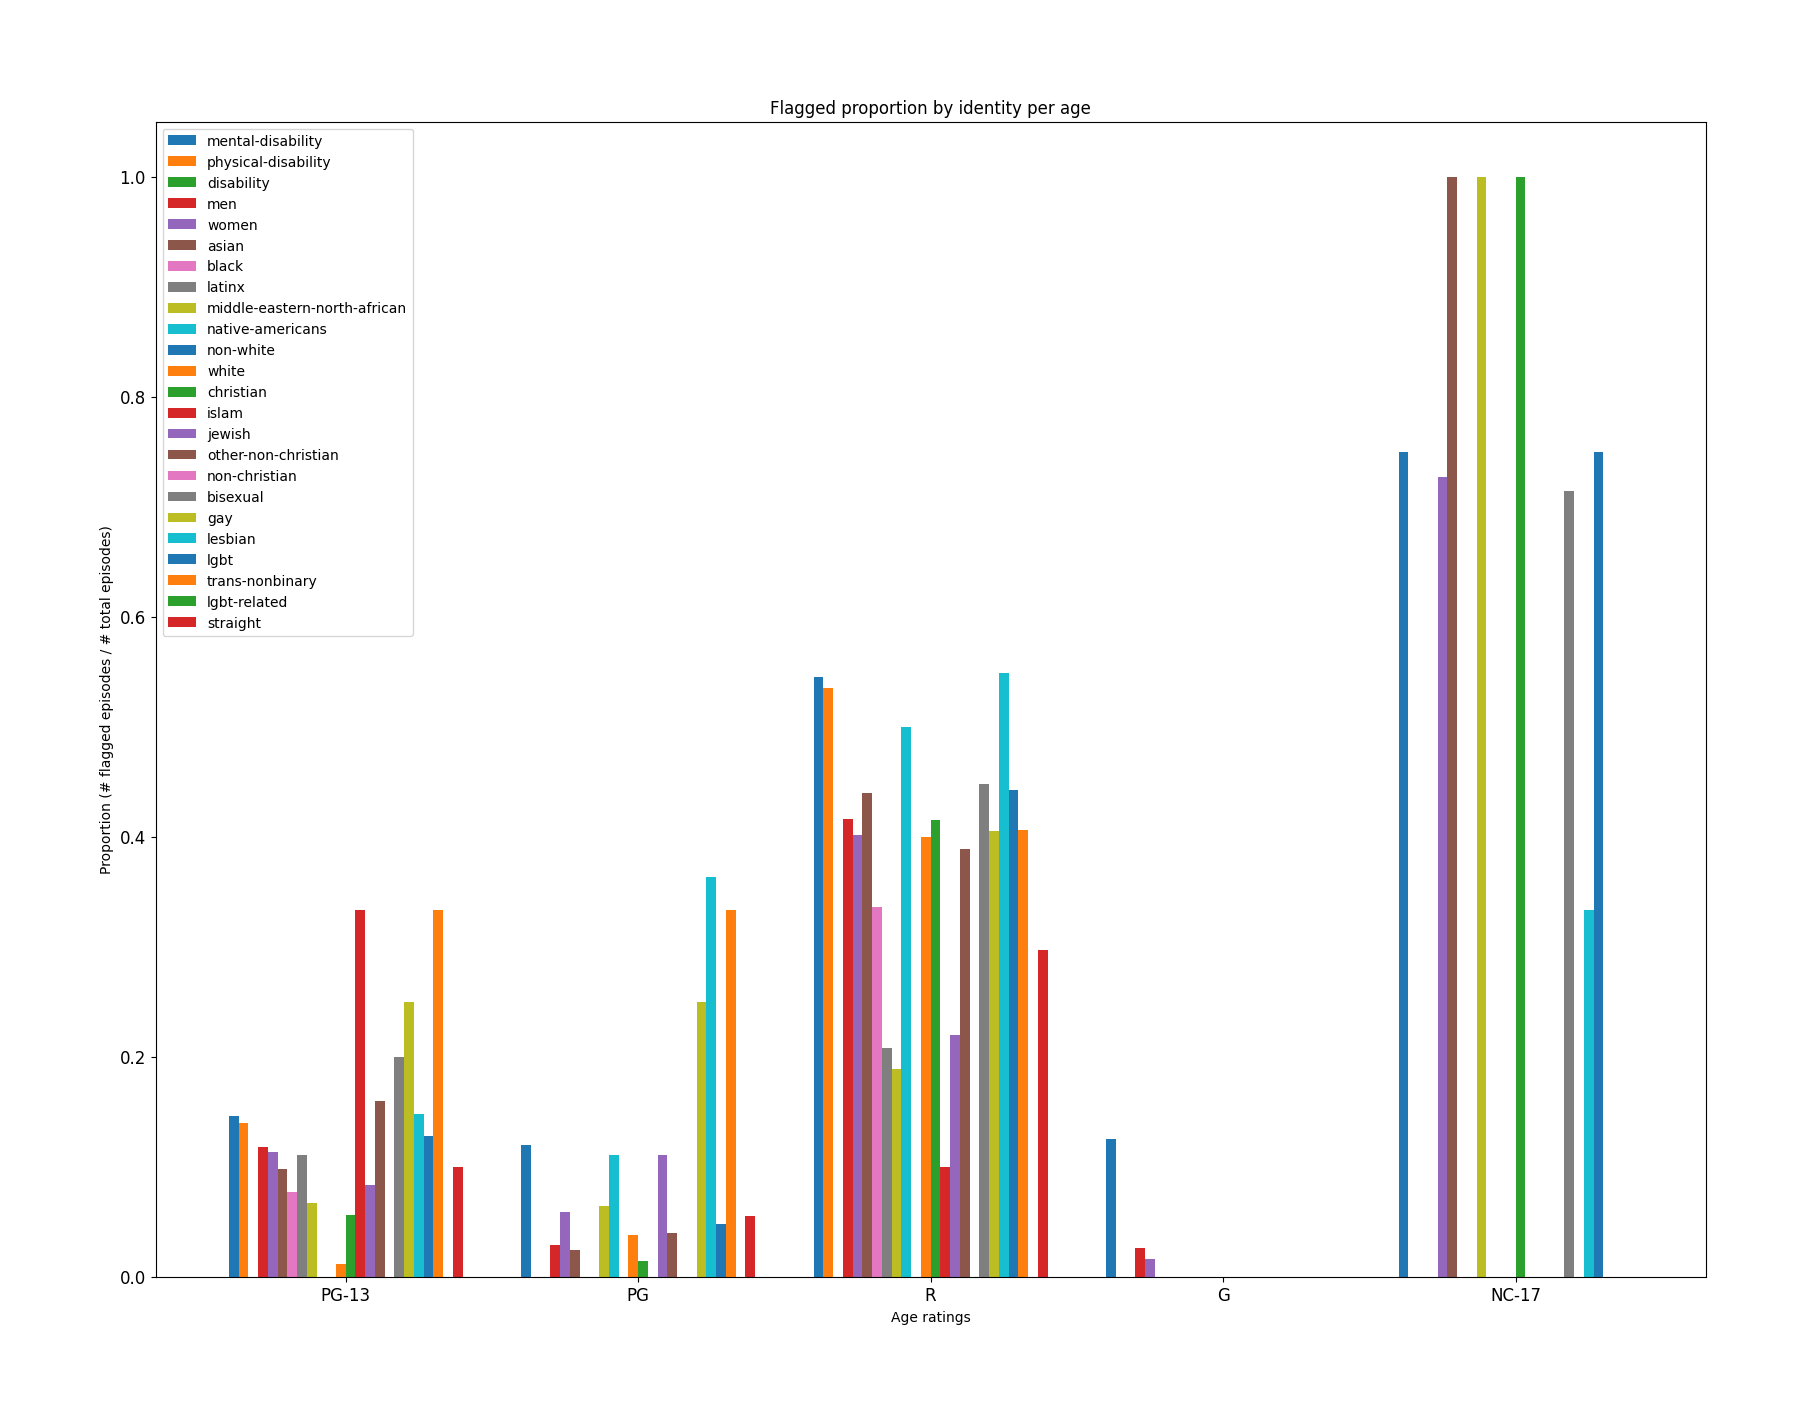 Flagged proportion by identity per age
mental-disability
physical-disability
disability
men
women
asian
black
latinx
middle-eastern-north-african
native-americans
non-white
white
christian
islam
jewish
other-non-christian
non-christian
bisexual
gay
lesbian
lgbt
trans-nonbinary
lgbt-related
straight
1.0
0.8
0.6
0.4
0.2
0.0
Proportion (# flagged episodes / # total episodes)
PG-13 PG R G NC-17
Age ratings